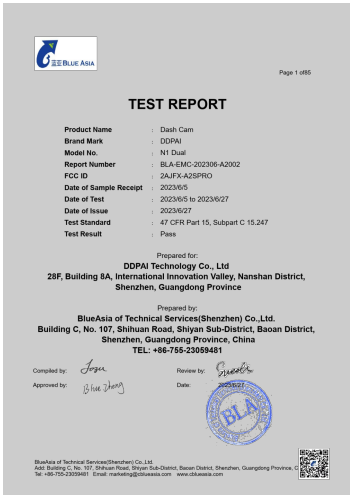 蓝亚 BLUE ASIA
Page 1 of85
TEST REPORT
Product Name : Dash Cam
Brand Mark : DDPAI
Model No. : N1 Dual
Report Number : BLA-EMC-202306-A2002
FCC ID : 2AJFX-A2SPRO
Date of Sample Receipt : 2023/6/5
Date of Test : 2023/6/5 to 2023/6/27
Date of Issue : 2023/6/27
Test Standard : 47 CFR Part 15, Subpart C 15.247
Test Result : Pass
Prepared for:
DDPAI Technology Co., Ltd
28F, Building 8A, International Innovation Valley, Nanshan District,
Shenzhen, Guangdong Province
Prepared by:
BlueAsia of Technical Services(Shenzhen) Co.,Ltd.
Building C, No. 107, Shihuan Road, Shiyan Sub-District, Baoan District,
Shenzhen, Guangdong Province, China
TEL: +86-755-23059481
Compiled by:
Review by:
Approved by: Blue Zheng
Date: 2023/6/27
BLA
BlueAsia of Technical Services(Shenzhen) Co.,Ltd.
Add: Building C, No. 107, Shihuan Road, Shiyan Sub-District, Baoan District, Shenzhen, Guangdong Province, C
Tel: +86-755-23059481 Email: marketing@cblueasia.com www.cblueasia.com